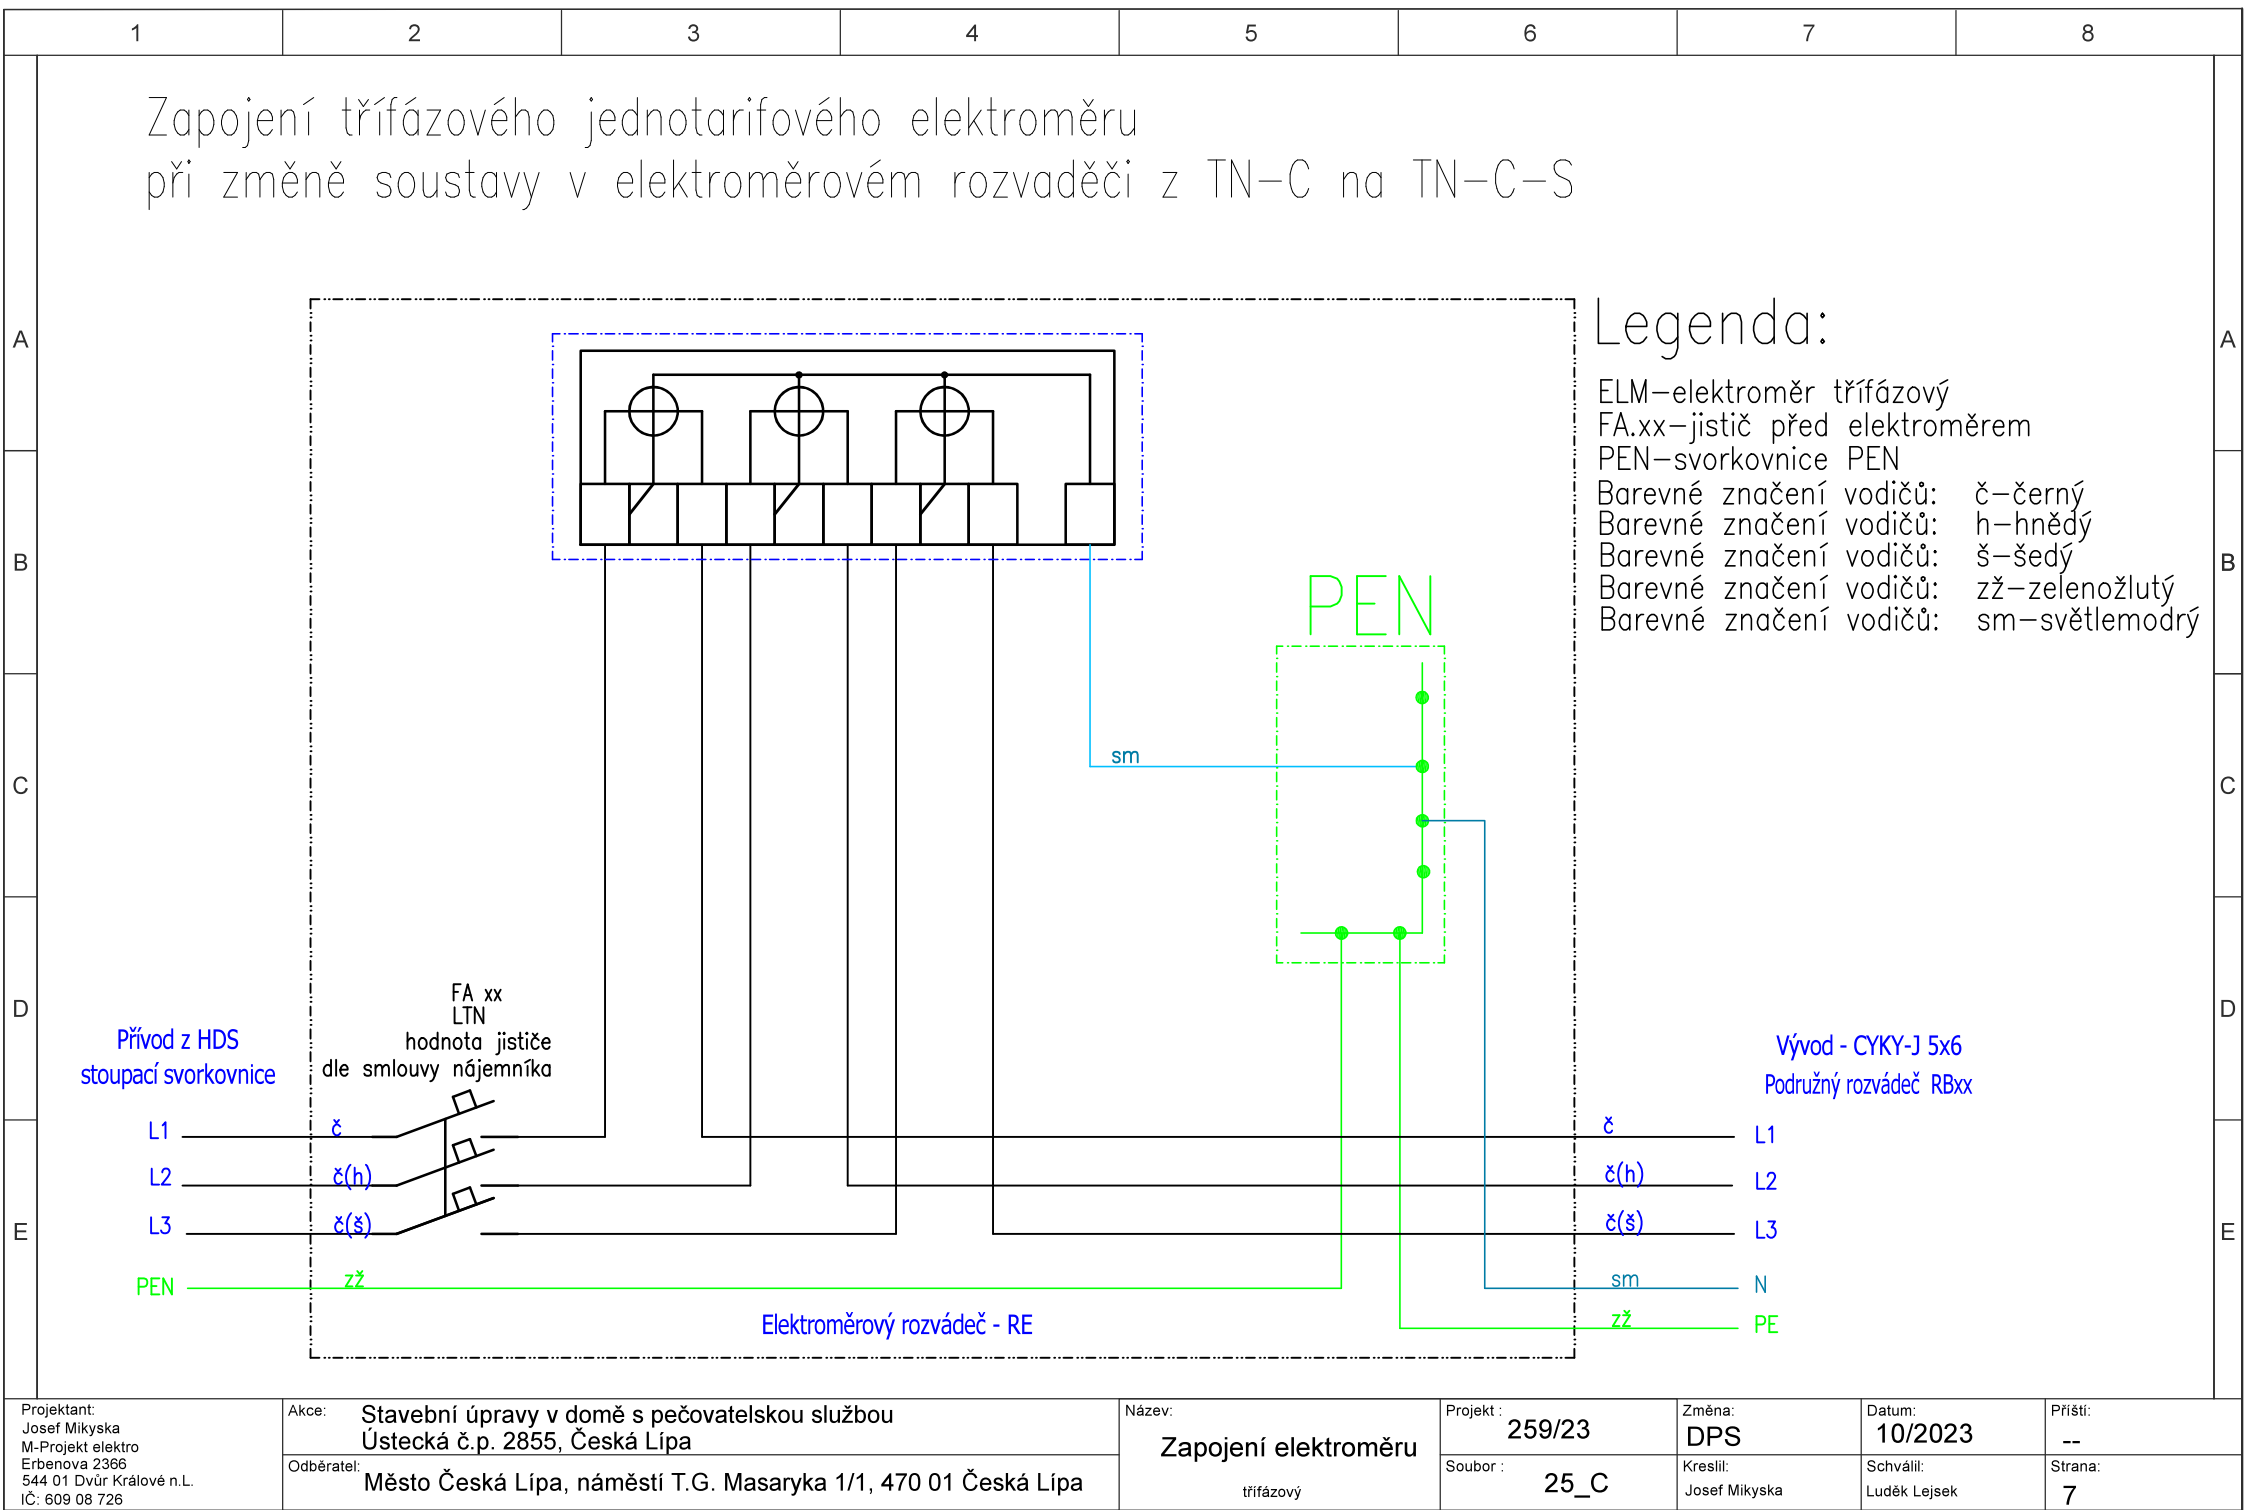 1 2 3 4 5 6 7 8
Zapojení třífázového jednotarifového elektroměru
při změně soustavy v elektroměrovém rozvaděči z TN-C na TN-C-S
A
B
C
D
E
A
B
C
D
E
Legenda:
ELM-elektroměr třífázový
FA.xx-jistič před elektroměrem
PEN-svorkovnice PEN
Barevné značení vodičů: č-černý
Barevné značení vodičů: h-hnědý
Barevné značení vodičů: š-šedý
Barevné značení vodičů: zž-zelenožlutý
Barevné značení vodičů: sm-světlemodrý
PEN
sm
FA xx
LTN
hodnota jističe
dle smlouvy nájemníka
Přívod z HDS
stoupací svorkovnice
L1 č
L2 č(h)
L3 č(š)
PEN zž
Elektroměrový rozváděč - RE
Vývod - CYKY-J 5x6
Podružný rozváděč RBxx
č L1
č(h) L2
č(š) L3
sm N
zž PE
Projektant:
Josef Mikyska
M-Projekt elektro
Erbenova 2366
544 01 Dvůr Králové n.L.
IČ: 609 08 726
Akce: Stavební úpravy v domě s pečovatelskou službou
Ústecká č.p. 2855, Česká Lípa
Odběratel: Město Česká Lípa, náměstí T.G. Masaryka 1/1, 470 01 Česká Lípa
Název:
Zapojení elektroměru
třífázový
Projekt : 259/23
Soubor : 25_C
Změna:
DPS
Kreslil:
Josef Mikyska
Datum:
10/2023
Schválil:
Luděk Lejsek
Příští:
--
Strana:
7